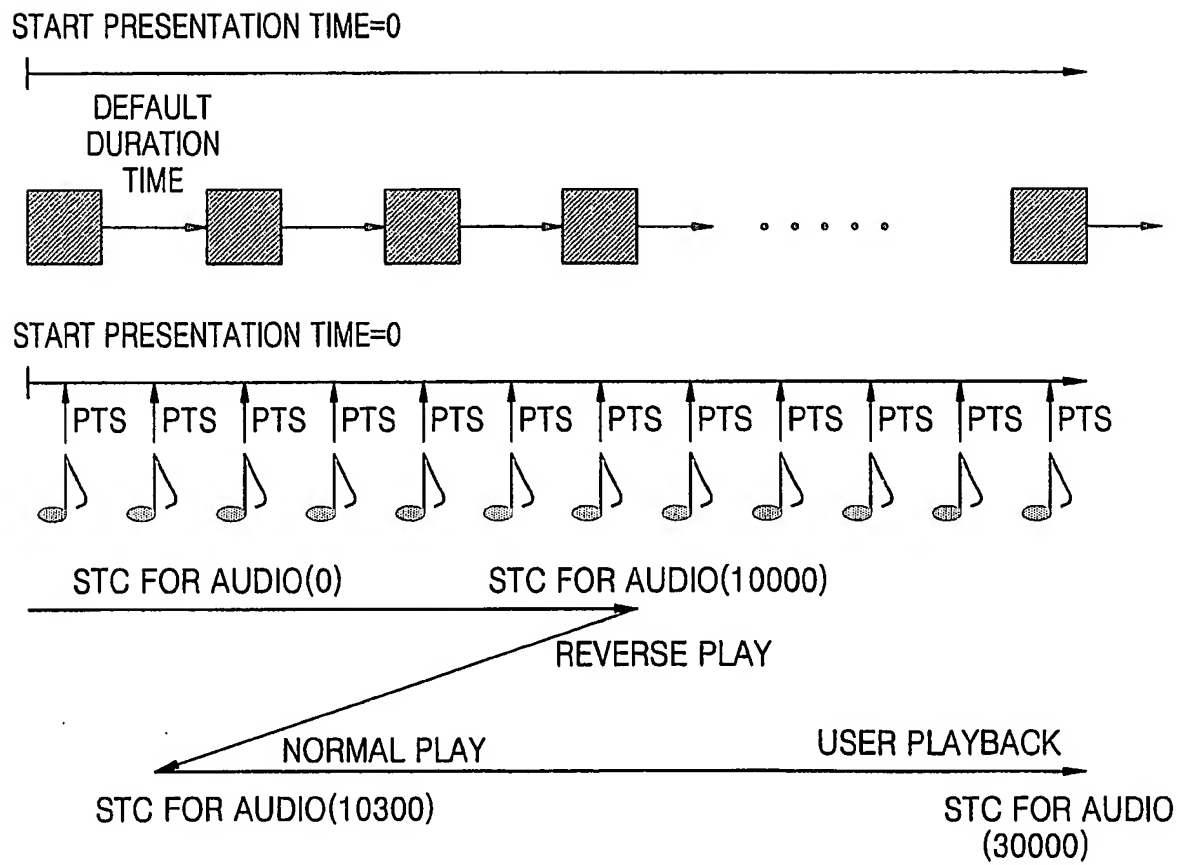 START PRESENTATION TIME=0
DEFAULT
DURATION
TIME
START PRESENTATION TIME=0
PTS PTS PTS PTS PTS PTS PTS PTS PTS PTS PTS PTS
STC FOR AUDIO(0) STC FOR AUDIO(10000)
REVERSE PLAY
NORMAL PLAY USER PLAYBACK
STC FOR AUDIO(10300) STC FOR AUDIO
(30000)